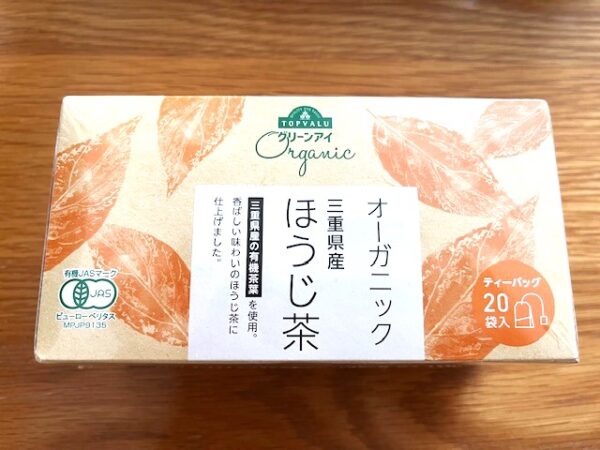 TOPVALU
グリーンアイ
Organic
オーガニック
三重県産
ほうじ茶
三重県産の有機茶葉を使用。
香ばしい味わいのほうじ茶に
仕上げました。
有機JASマーク
JAS
ビューローベリタス
MPJP9135
ティーバッグ
20
袋入